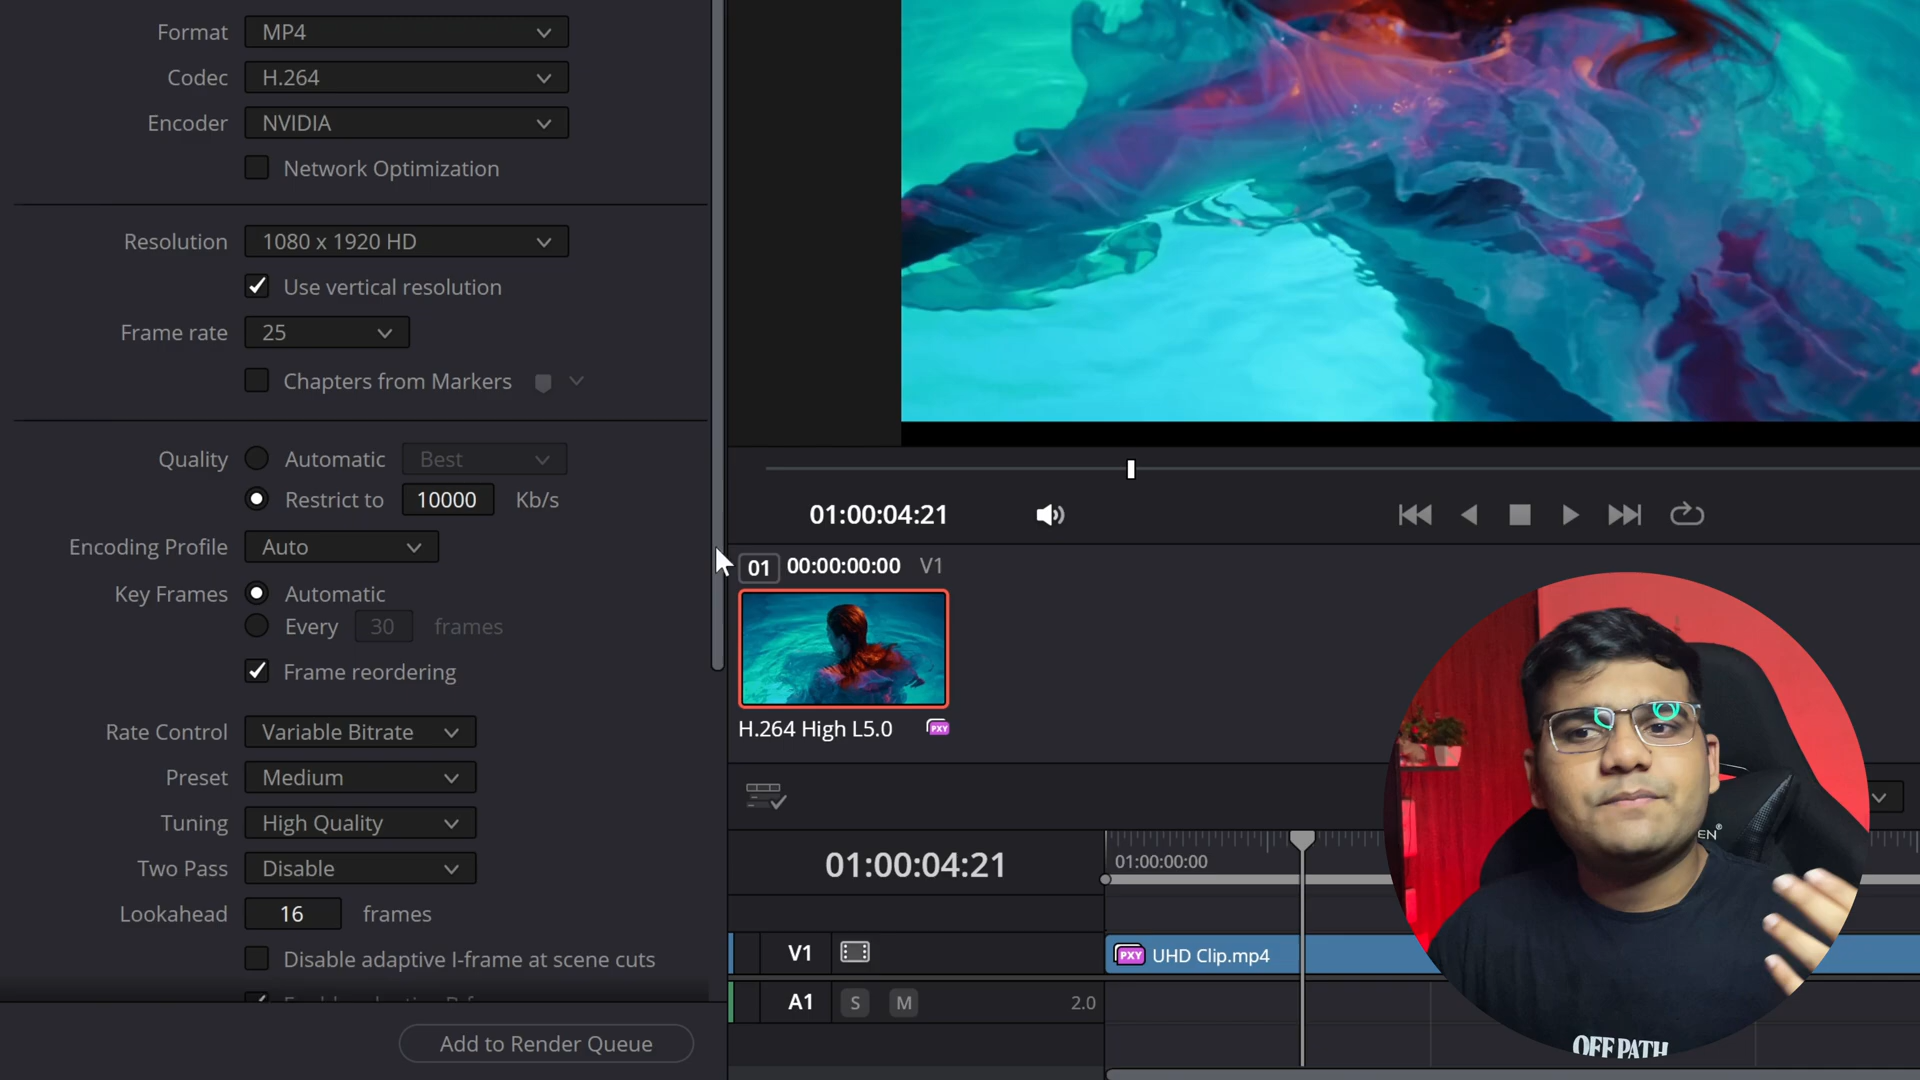 Format MP4
Codec H.264
Encoder NVIDIA
Network Optimization
Resolution 1080 x 1920 HD
Use vertical resolution
Frame rate 25
Chapters from Markers
Quality Automatic Best
Restrict to 10000 Kb/s
Encoding Profile Auto
Key Frames Automatic
Every 30 frames
Frame reordering
Rate Control Variable Bitrate
Preset Medium
Tuning High Quality
Two Pass Disable
Lookahead 16 frames
Disable adaptive I-frame at scene cuts
Add to Render Queue
01:00:04:21
01 00:00:00:00 V1
H.264 High L5.0 PXY
01:00:04:21 01:00:00:00
V1 PXY UHD Clip.mp4
A1 S M 2.0
EN®
OFF PATH